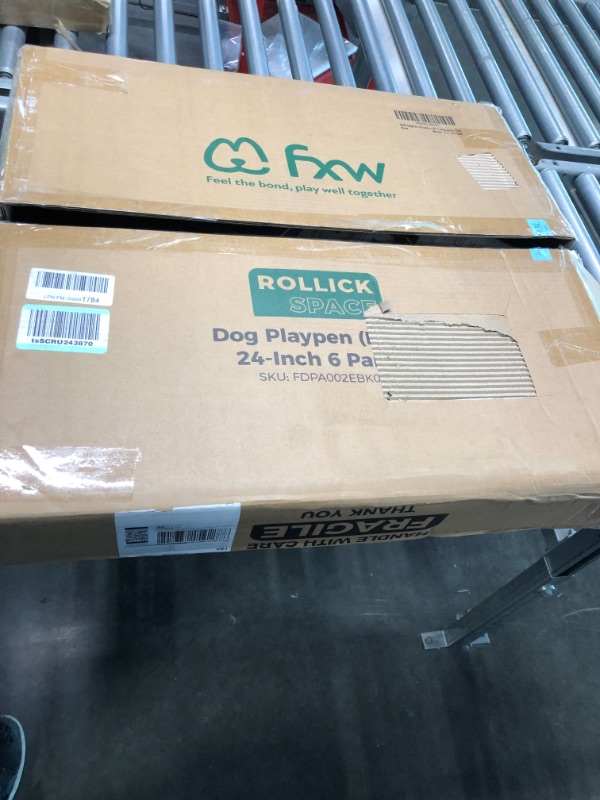 fxw
Feel the bond, play well together
ROLLICK
SPACE
Dog Playpen (
24-Inch 6 Pa
SKU: FDPA002EBK0
1784
tsSCRU243870
HANDLE WITH CARE
FRAGILE
THANK YOU